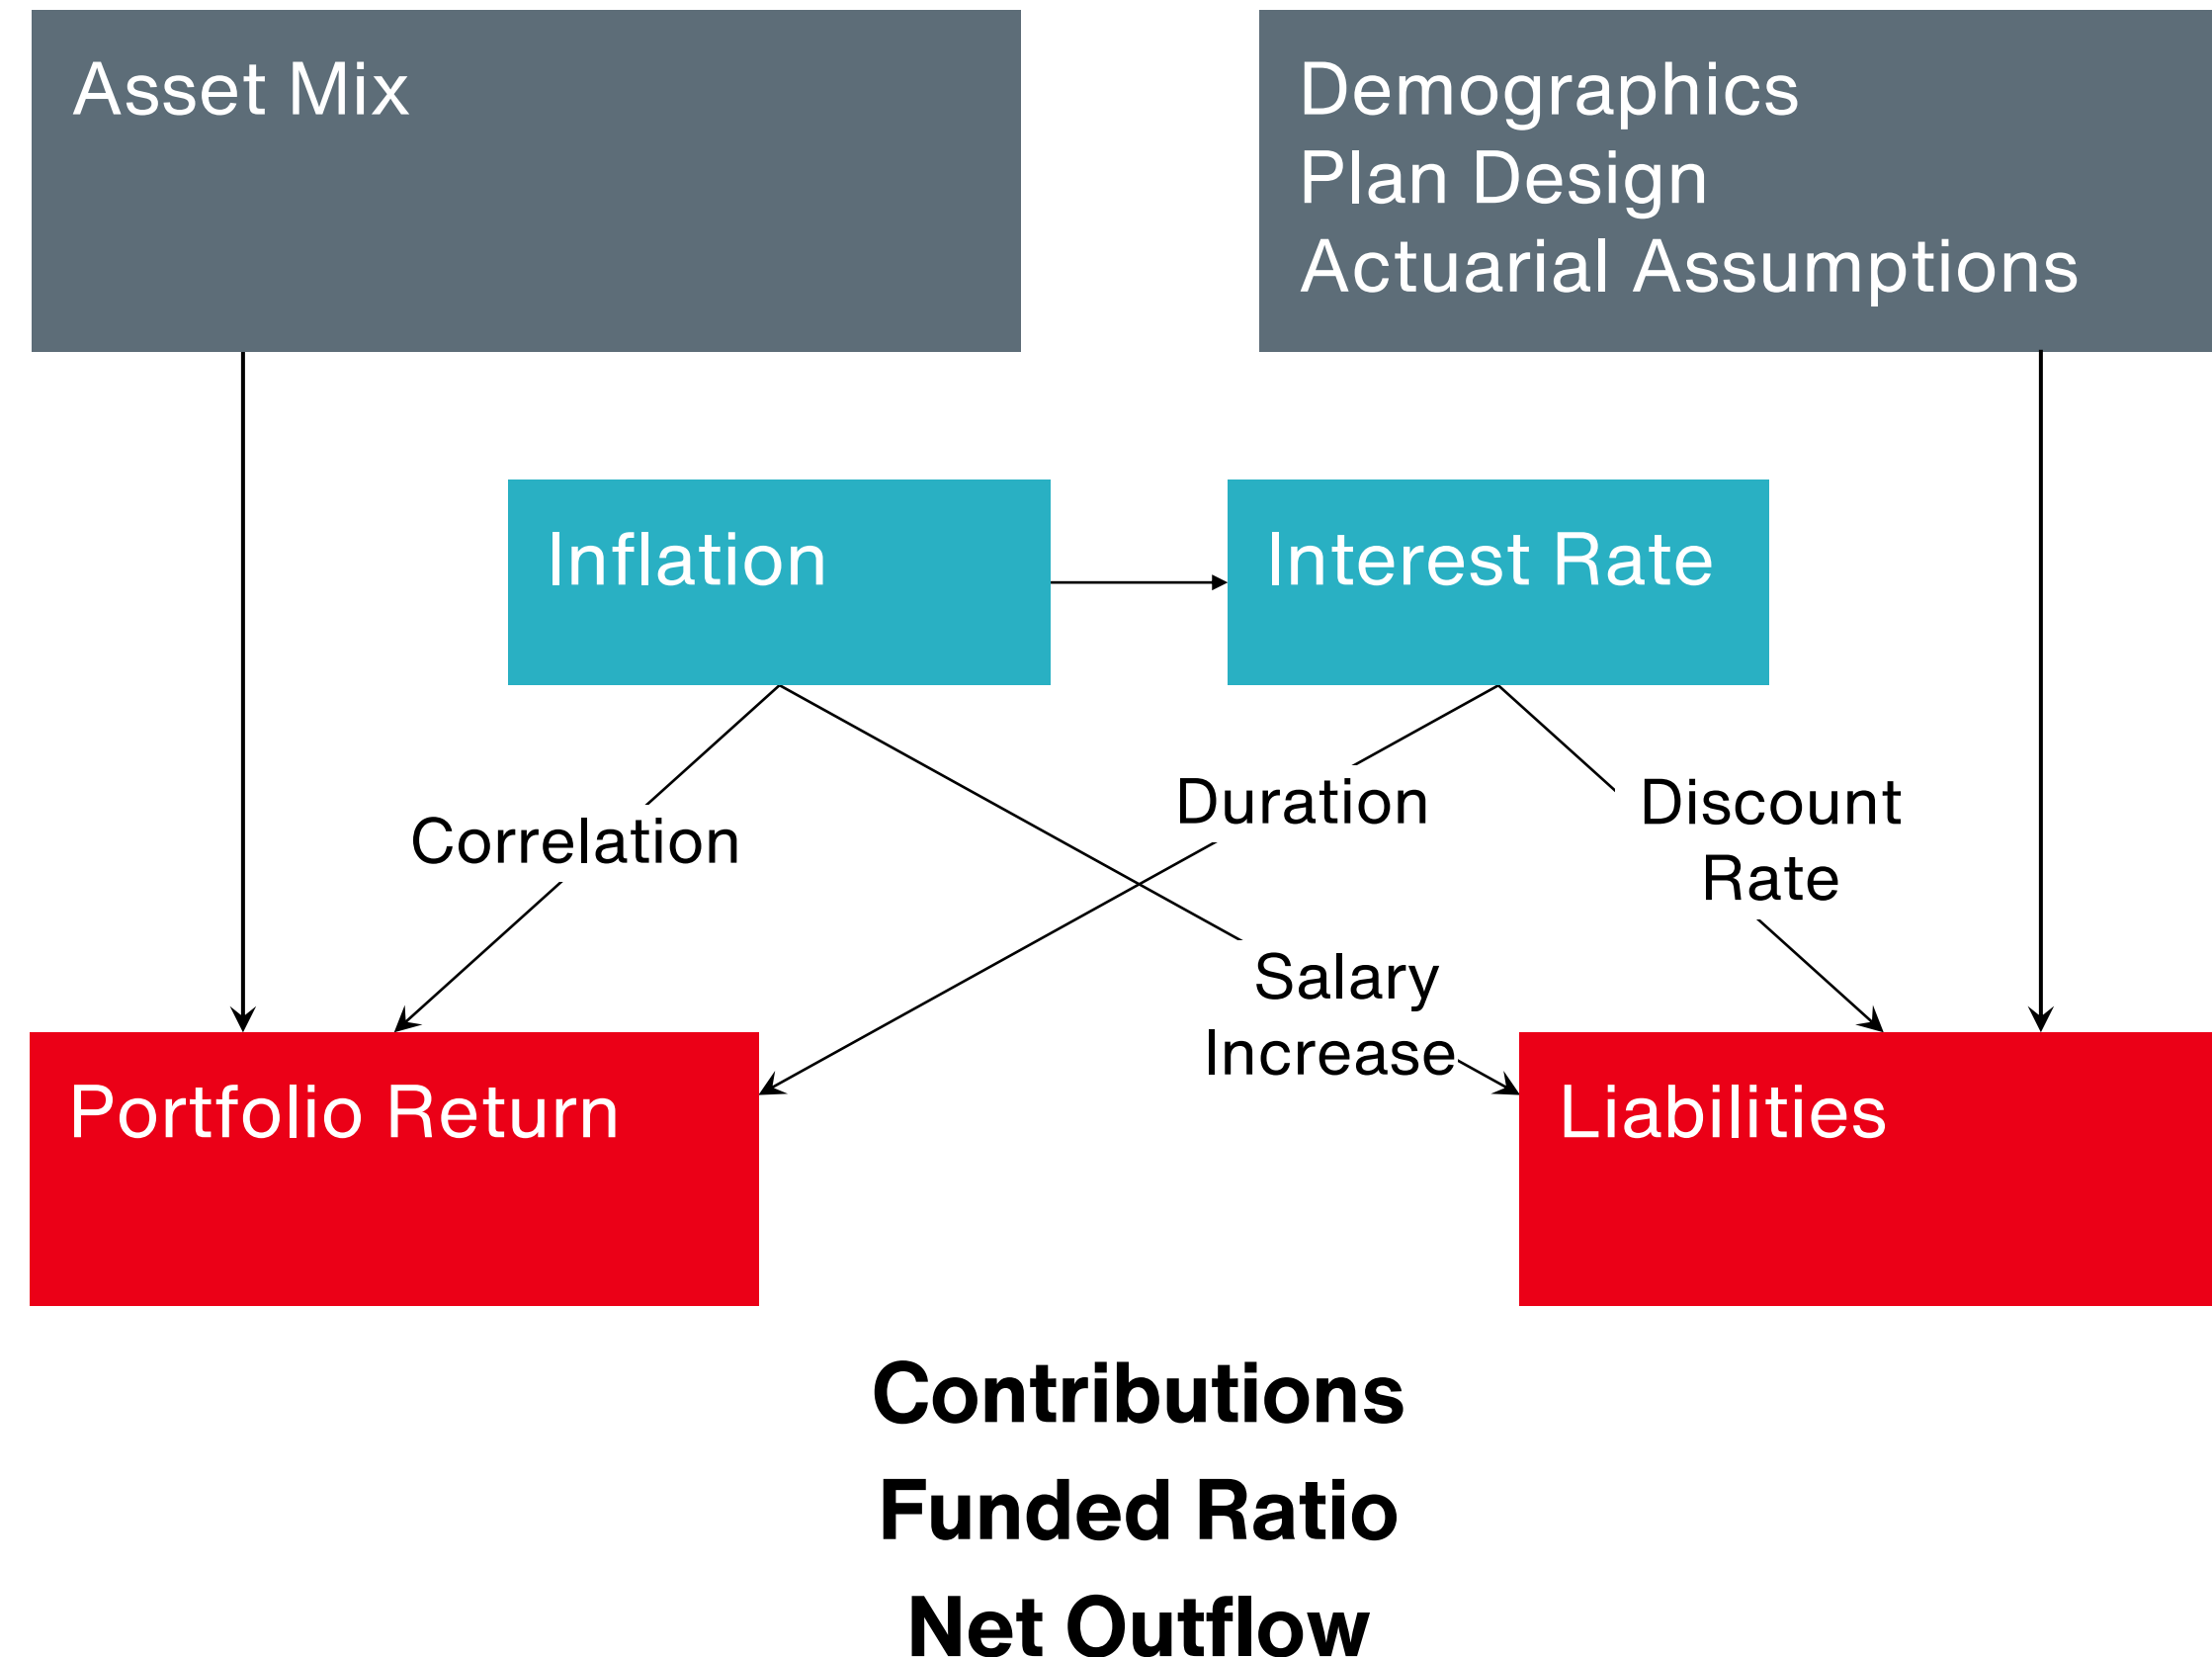 Asset Mix
Demographics
Plan Design
Actuarial Assumptions
Inflation
Interest Rate
Correlation
Duration
Discount
Rate
Salary
Increase
Portfolio Return
Liabilities
Contributions
Funded Ratio
Net Outflow